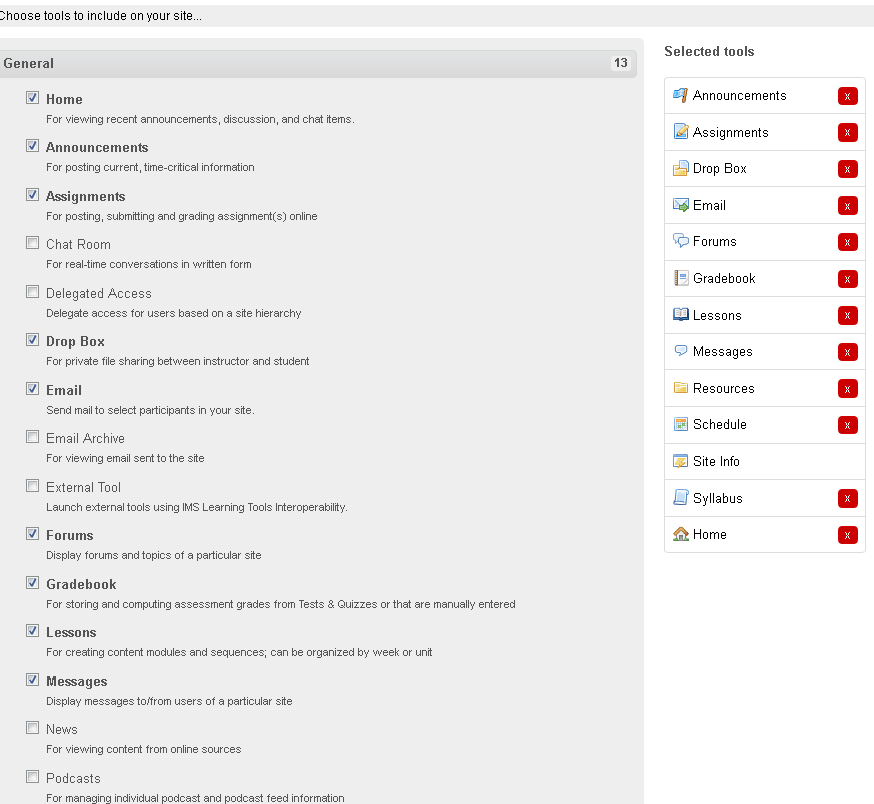 Choose tools to include on your site...
General 13
Home
For viewing recent announcements, discussion, and chat items.
Announcements
For posting current, time-critical information
Assignments
For posting, submitting and grading assignment(s) online
Chat Room
For real-time conversations in written form
Delegated Access
Delegate access for users based on a site hierarchy
Drop Box
For private file sharing between instructor and student
Email
Send mail to select participants in your site.
Email Archive
For viewing email sent to the site
External Tool
Launch external tools using IMS Learning Tools Interoperability.
Forums
Display forums and topics of a particular site
Gradebook
For storing and computing assessment grades from Tests & Quizzes or that are manually entered
Lessons
For creating content modules and sequences; can be organized by week or unit
Messages
Display messages to/from users of a particular site
News
For viewing content from online sources
Podcasts
For managing individual podcast and podcast feed information
Selected tools
Announcements x
Assignments x
Drop Box x
Email x
Forums x
Gradebook x
Lessons x
Messages x
Resources x
Schedule x
Site Info
Syllabus x
Home x